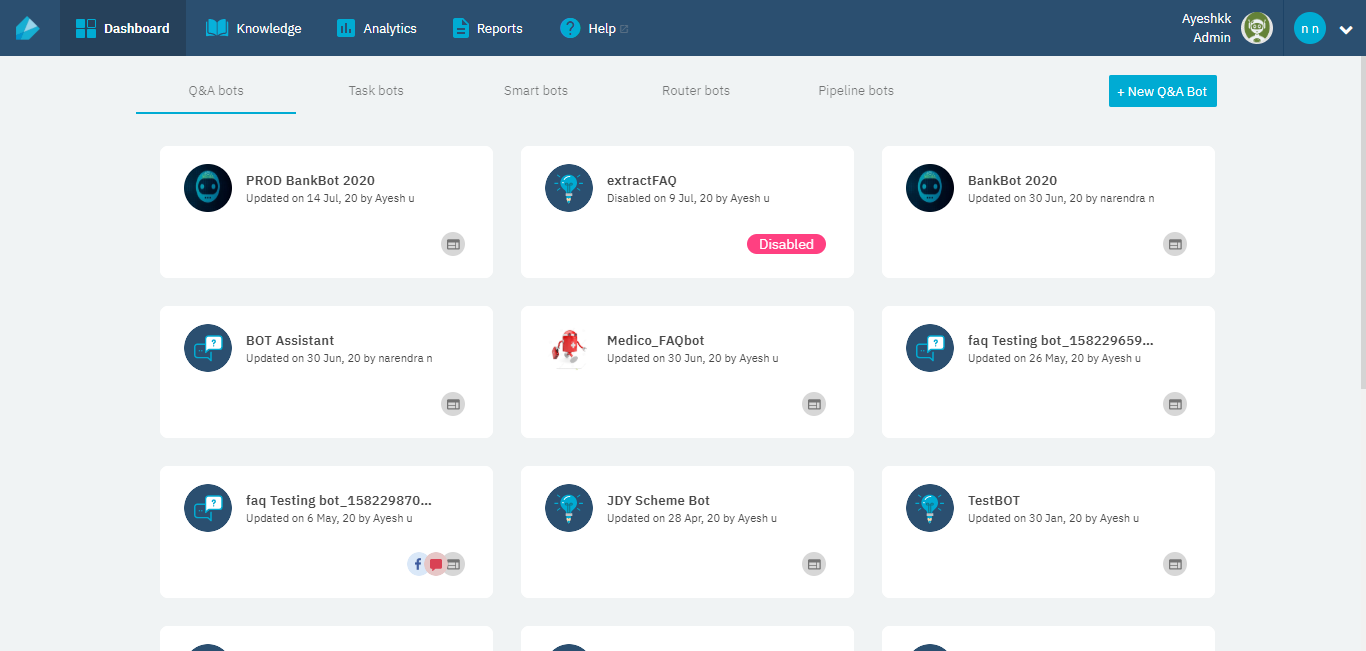 Dashboard
Knowledge
Analytics
Reports
Help
Ayeshkk
Admin
n n
Q&A bots
Task bots
Smart bots
Router bots
Pipeline bots
+ New Q&A Bot
PROD BankBot 2020
Updated on 14 Jul, 20 by Ayesh u
extractFAQ
Disabled on 9 Jul, 20 by Ayesh u
Disabled
BankBot 2020
Updated on 30 Jun, 20 by narendra n
BOT Assistant
Updated on 30 Jun, 20 by narendra n
Medico_FAQbot
Updated on 30 Jun, 20 by Ayesh u
faq Testing bot_158229659...
Updated on 26 May, 20 by Ayesh u
faq Testing bot_158229870...
Updated on 6 May, 20 by Ayesh u
JDY Scheme Bot
Updated on 28 Apr, 20 by Ayesh u
TestBOT
Updated on 30 Jan, 20 by Ayesh u